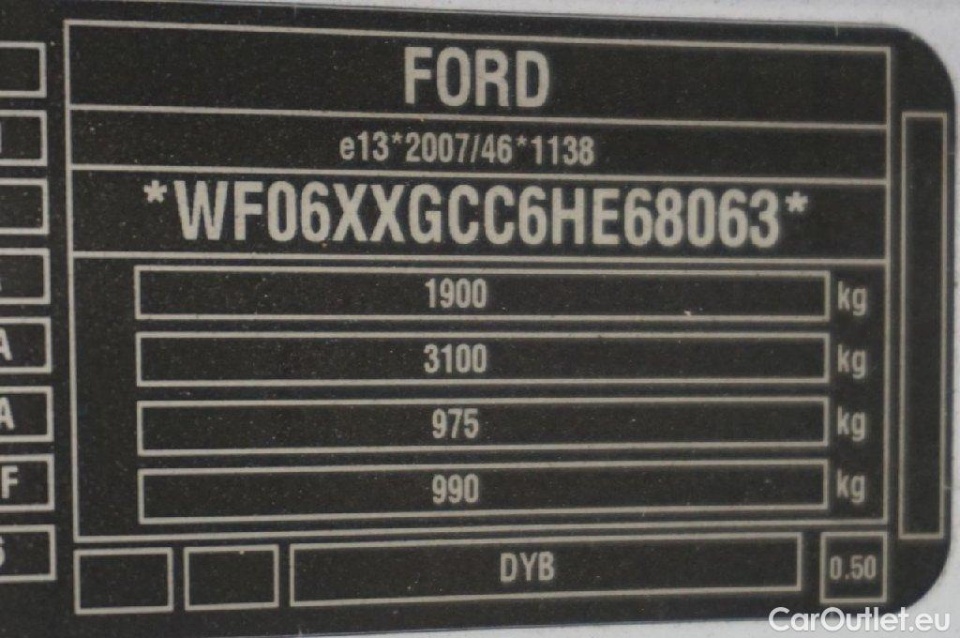 FORD
e13*2007/46*1138
*WF06XXGCC6HE68063*
1900 kg
3100 kg
975 kg
990 kg
A
A
F
DYB
0.50
CarOutlet.eu